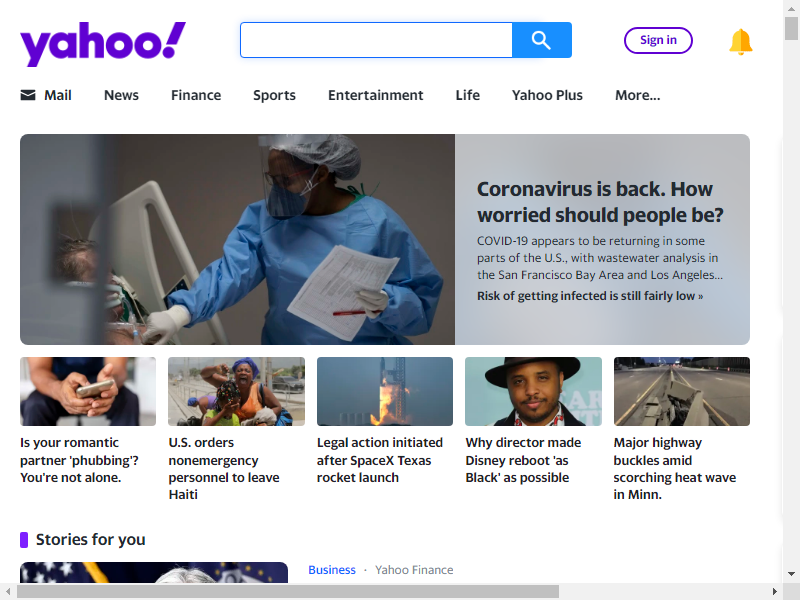 yahoo!
Sign in
Mail
News
Finance
Sports
Entertainment
Life
Yahoo Plus
More...
Coronavirus is back. How
worried should people be?
COVID-19 appears to be returning in some
parts of the U.S., with wastewater analysis in
the San Francisco Bay Area and Los Angeles...
Risk of getting infected is still fairly low »
Is your romantic
partner 'phubbing'?
You're not alone.
U.S. orders
nonemergency
personnel to leave
Haiti
Legal action initiated
after SpaceX Texas
rocket launch
Why director made
Disney reboot 'as
Black' as possible
Major highway
buckles amid
scorching heat wave
in Minn.
Stories for you
Business · Yahoo Finance